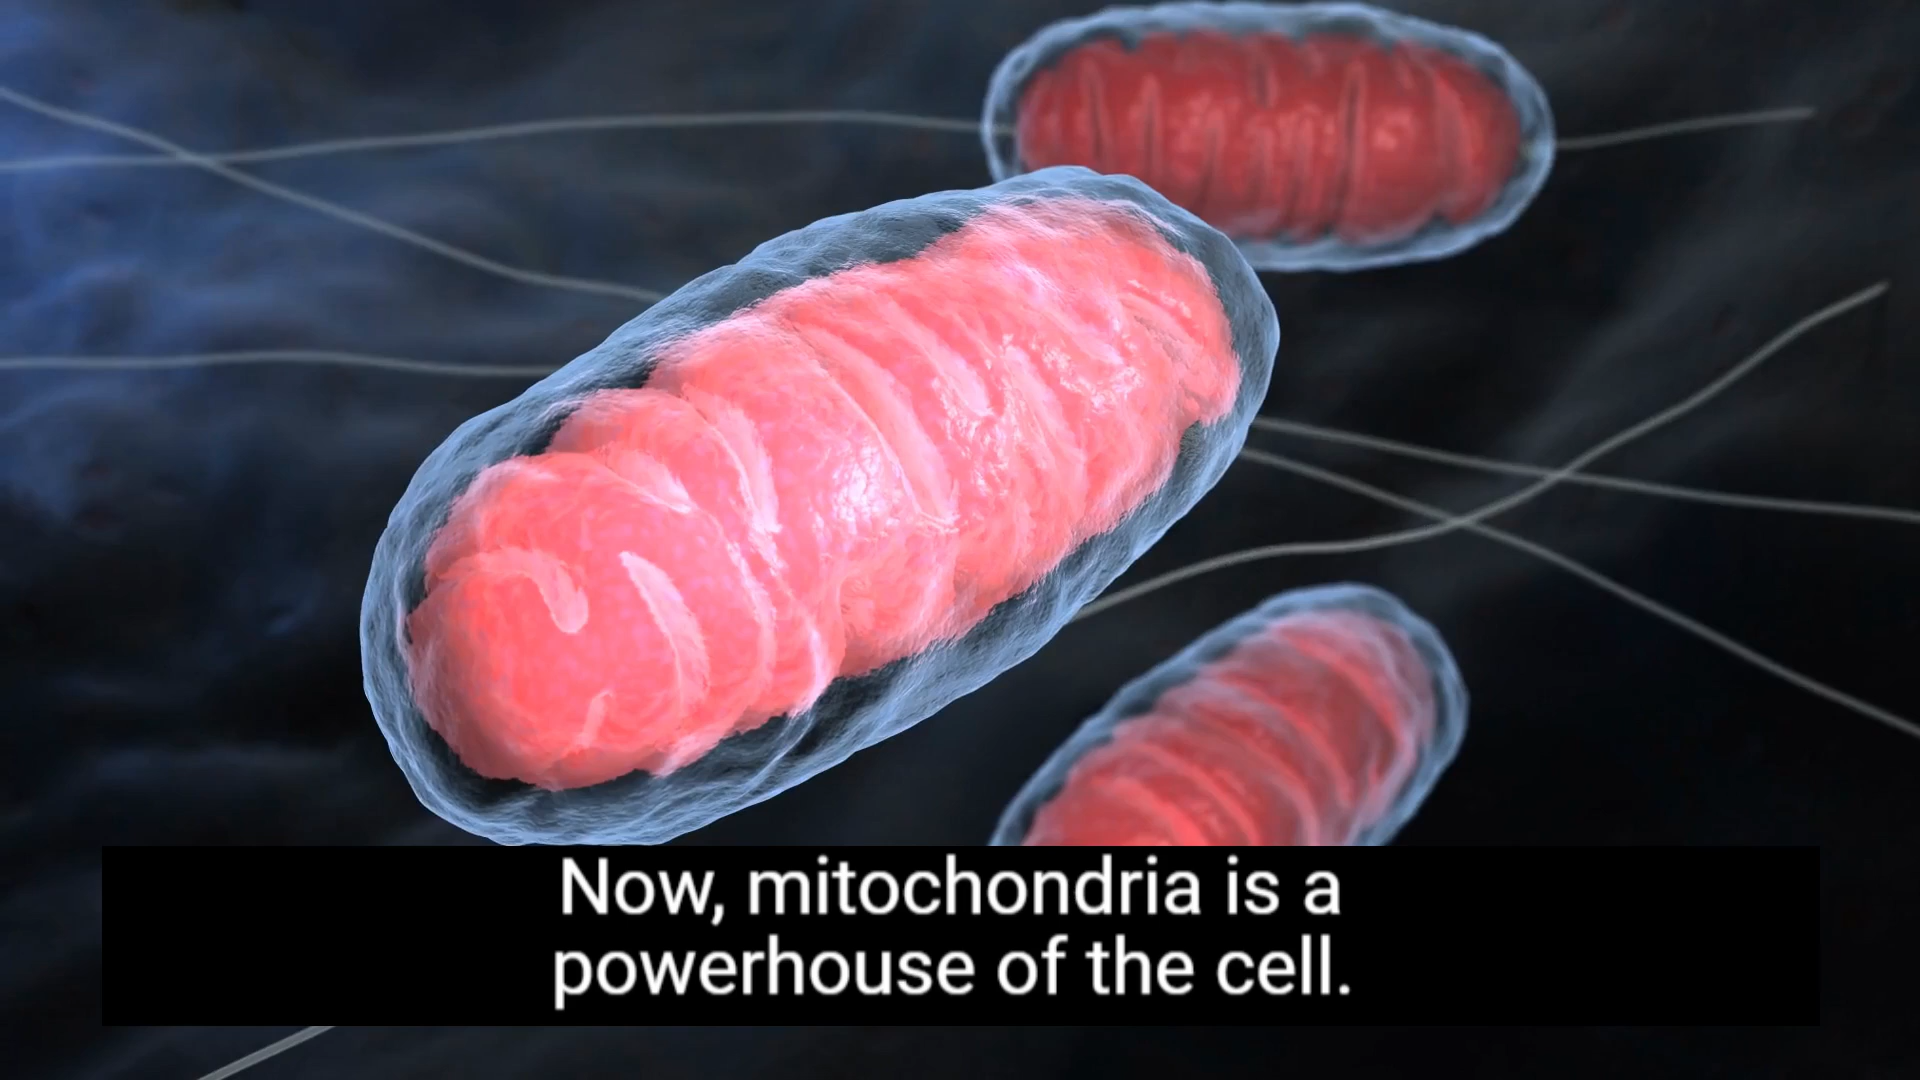 Now, mitochondria is a
powerhouse of the cell.